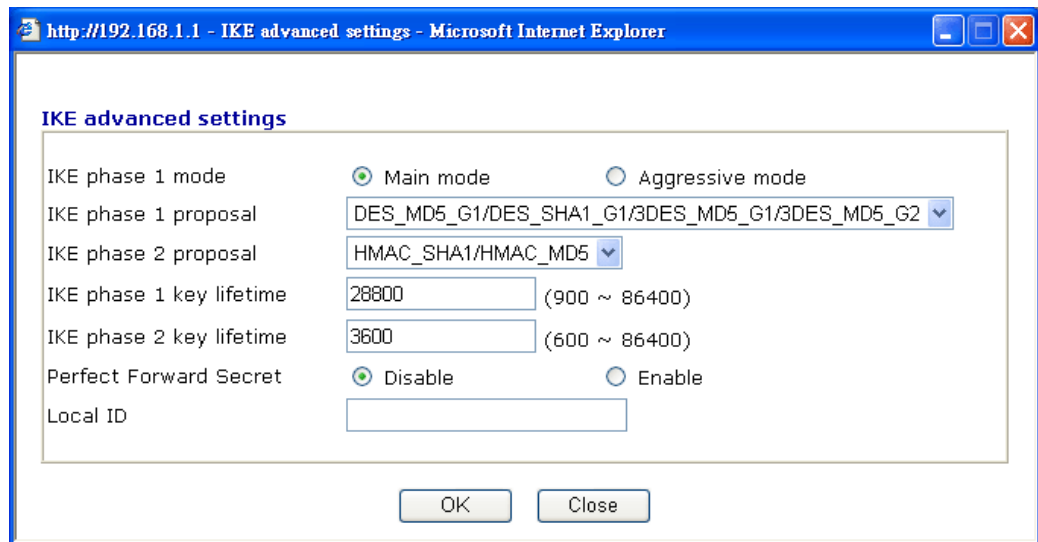 http://192.168.1.1 - IKE advanced settings - Microsoft Internet Explorer
IKE advanced settings
IKE phase 1 mode Main mode Aggressive mode
IKE phase 1 proposal DES_MD5_G1/DES_SHA1_G1/3DES_MD5_G1/3DES_MD5_G2
IKE phase 2 proposal HMAC_SHA1/HMAC_MD5
IKE phase 1 key lifetime 28800 (900 ~ 86400)
IKE phase 2 key lifetime 3600 (600 ~ 86400)
Perfect Forward Secret Disable Enable
Local ID
OK Close